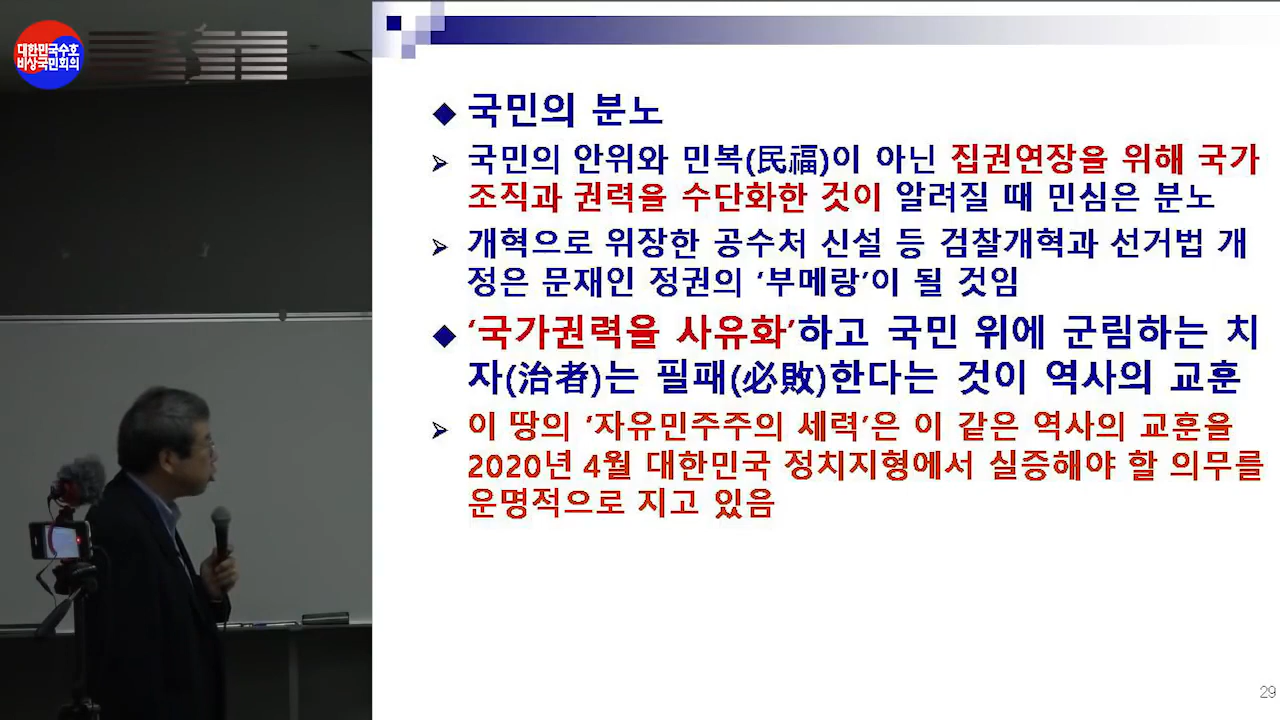 대한민국수호
비상국민회의
◆ 국민의 분노
➢ 국민의 안위와 민복(民福)이 아닌 집권연장을 위해 국가
조직과 권력을 수단화한 것이 알려질 때 민심은 분노
➢ 개혁으로 위장한 공수처 신설 등 검찰개혁과 선거법 개
정은 문재인 정권의 ‘부메랑’이 될 것임
◆ ‘국가권력을 사유화’하고 국민 위에 군림하는 치
자(治者)는 필패(必敗)한다는 것이 역사의 교훈
➢ 이 땅의 ’자유민주주의 세력’은 이 같은 역사의 교훈을
2020년 4월 대한민국 정치지형에서 실증해야 할 의무를
운명적으로 지고 있음
29